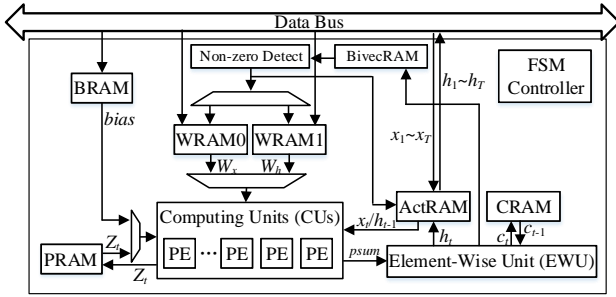 Data Bus
Non-zero Detect
BivecRAM
FSM
Controller
BRAM
h₁~h_T
x₁~x_T
bias
WRAM0
WRAM1
Wₓ
Wₕ
Computing Units (CUs)
ActRAM
CRAM
xₜ/hₜ₋₁
hₜ
cₜ
cₜ₋₁
PE ... PE PE PE
Zₜ
Zₜ
psum
PRAM
Element-Wise Unit (EWU)